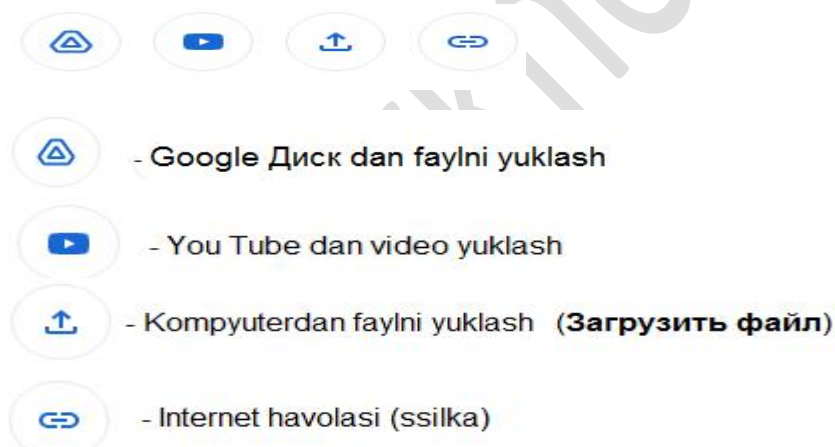 - Google Диск dan faylni yuklash
- You Tube dan video yuklash
- Kompyuterdan faylni yuklash (Загрузить файл)
- Internet havolasi (ssilka)